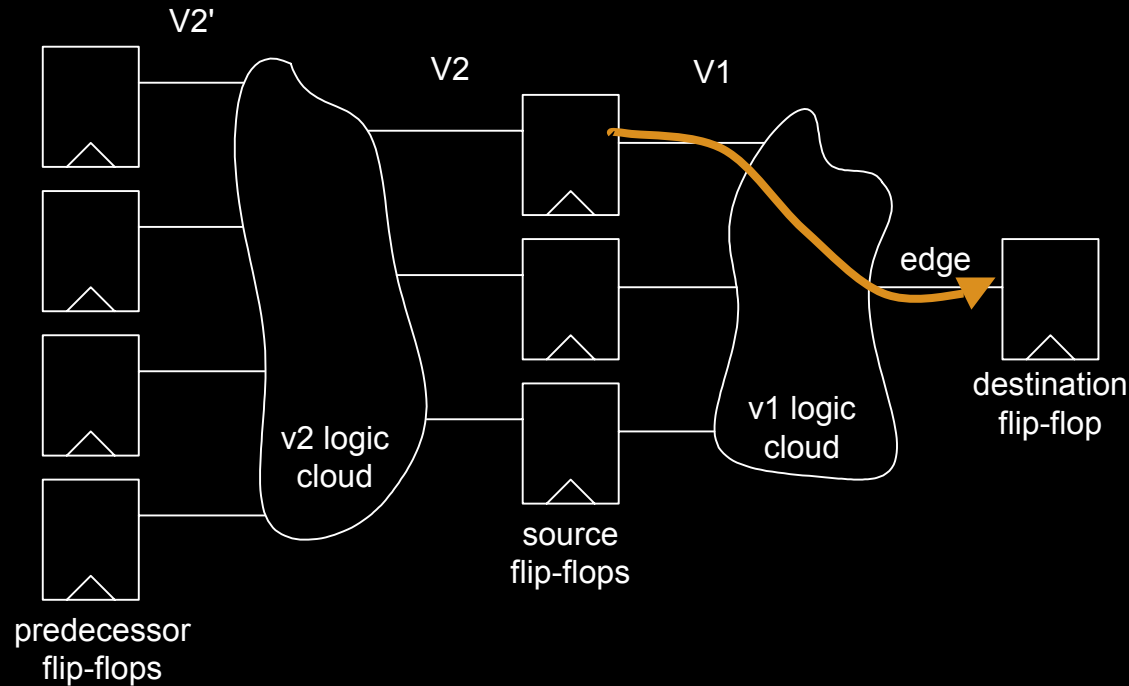 V2'
V2
V1
edge
destination
flip-flop
v1 logic
cloud
v2 logic
cloud
source
flip-flops
predecessor
flip-flops